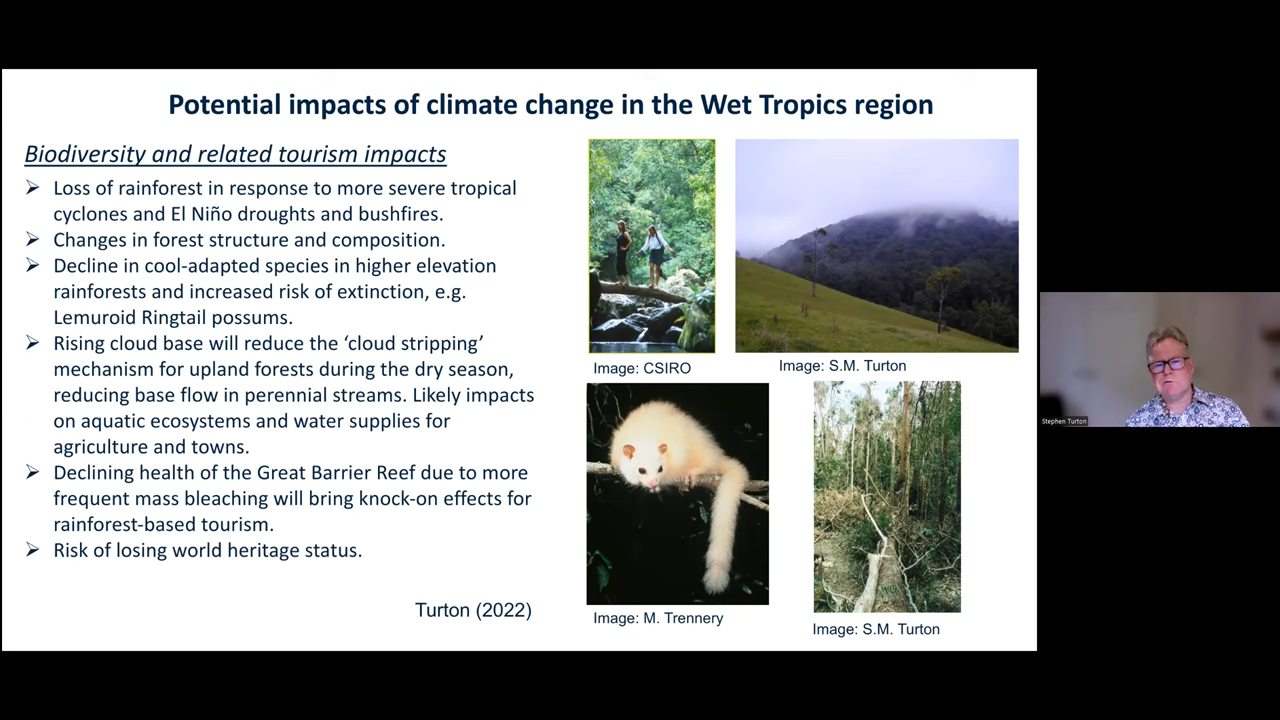 Potential impacts of climate change in the Wet Tropics region
Biodiversity and related tourism impacts
➢ Loss of rainforest in response to more severe tropical
cyclones and El Niño droughts and bushfires.
➢ Changes in forest structure and composition.
➢ Decline in cool-adapted species in higher elevation
rainforests and increased risk of extinction, e.g.
Lemuroid Ringtail possums.
➢ Rising cloud base will reduce the ‘cloud stripping’
mechanism for upland forests during the dry season,
reducing base flow in perennial streams. Likely impacts
on aquatic ecosystems and water supplies for
agriculture and towns.
➢ Declining health of the Great Barrier Reef due to more
frequent mass bleaching will bring knock-on effects for
rainforest-based tourism.
➢ Risk of losing world heritage status.
Turton (2022)
Image: CSIRO
Image: S.M. Turton
Image: M. Trennery
Image: S.M. Turton
Stephen Turton